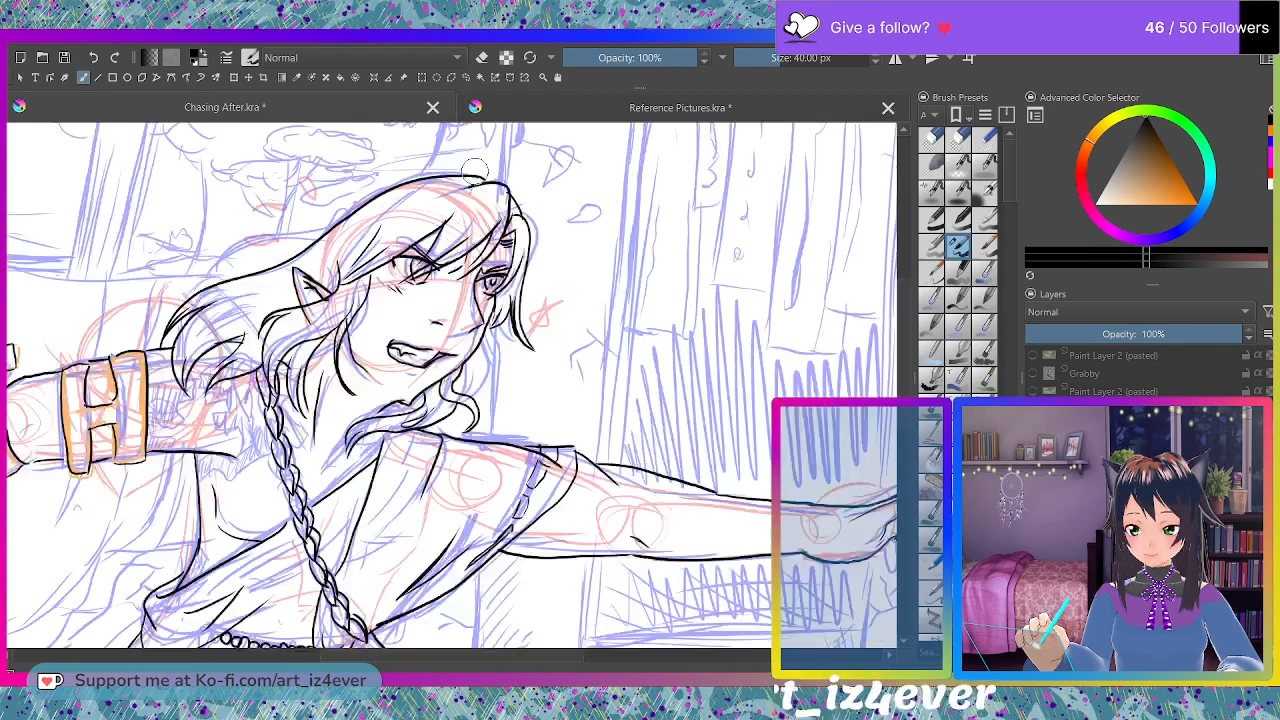 Give a follow?
46 / 50 Followers
Normal
Opacity: 100%
Size: 40.00 px
Chasing After.kra *
Reference Pictures.kra *
Brush Presets
A
Advanced Color Selector
Layers
Normal
Opacity: 100%
Paint Layer 2 (pasted)
Grabby
Paint Layer 2 (pasted)
Sea...
Support me at Ko-fi.com/art_iz4ever
t_iz4ever